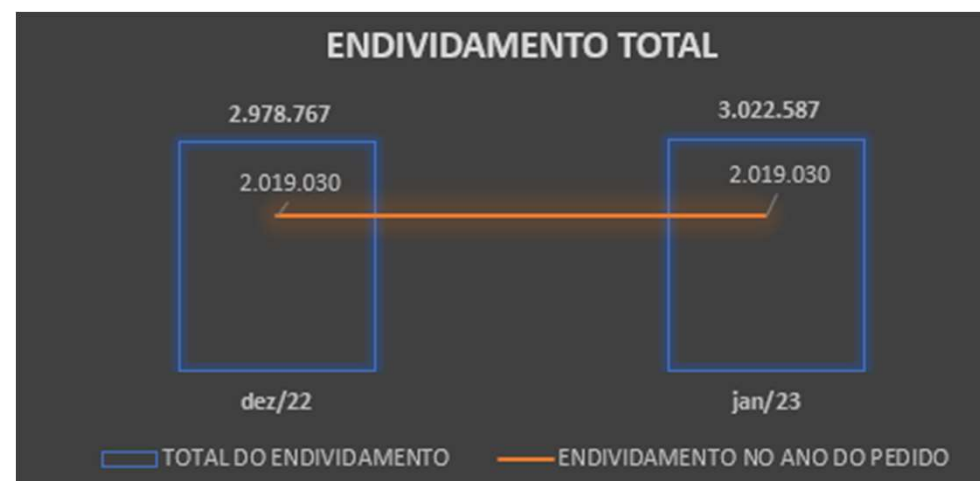 ENDIVIDAMENTO TOTAL
2.978.767
3.022.587
2.019.030
2.019.030
dez/22
jan/23
TOTAL DO ENDIVIDAMENTO
ENDIVIDAMENTO NO ANO DO PEDIDO